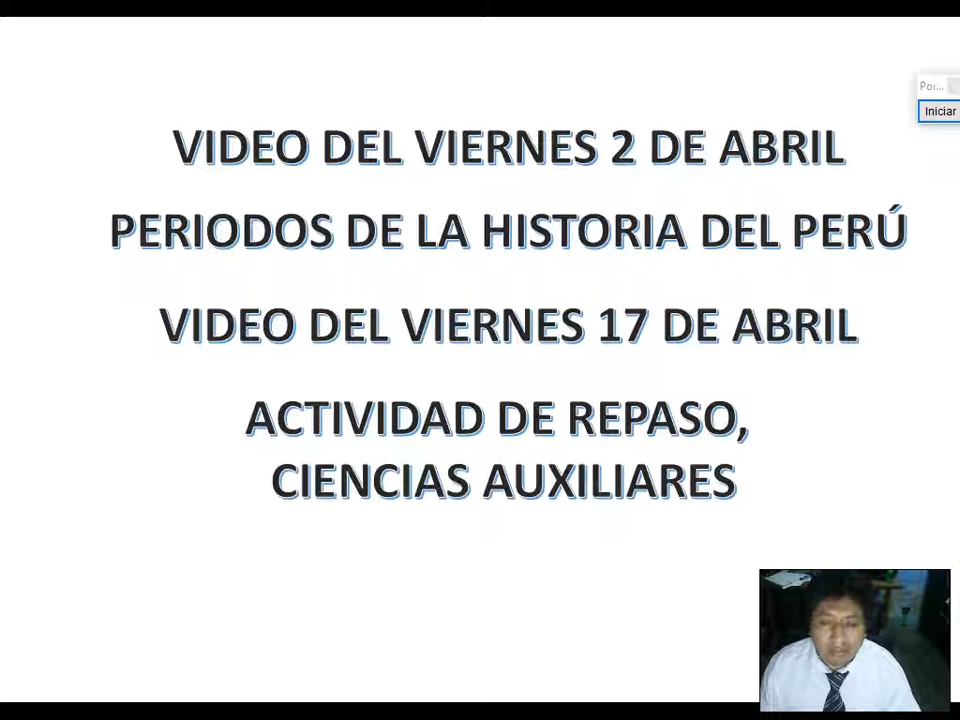 Por...
Iniciar
VIDEO DEL VIERNES 2 DE ABRIL
PERIODOS DE LA HISTORIA DEL PERÚ
VIDEO DEL VIERNES 17 DE ABRIL
ACTIVIDAD DE REPASO,
CIENCIAS AUXILIARES